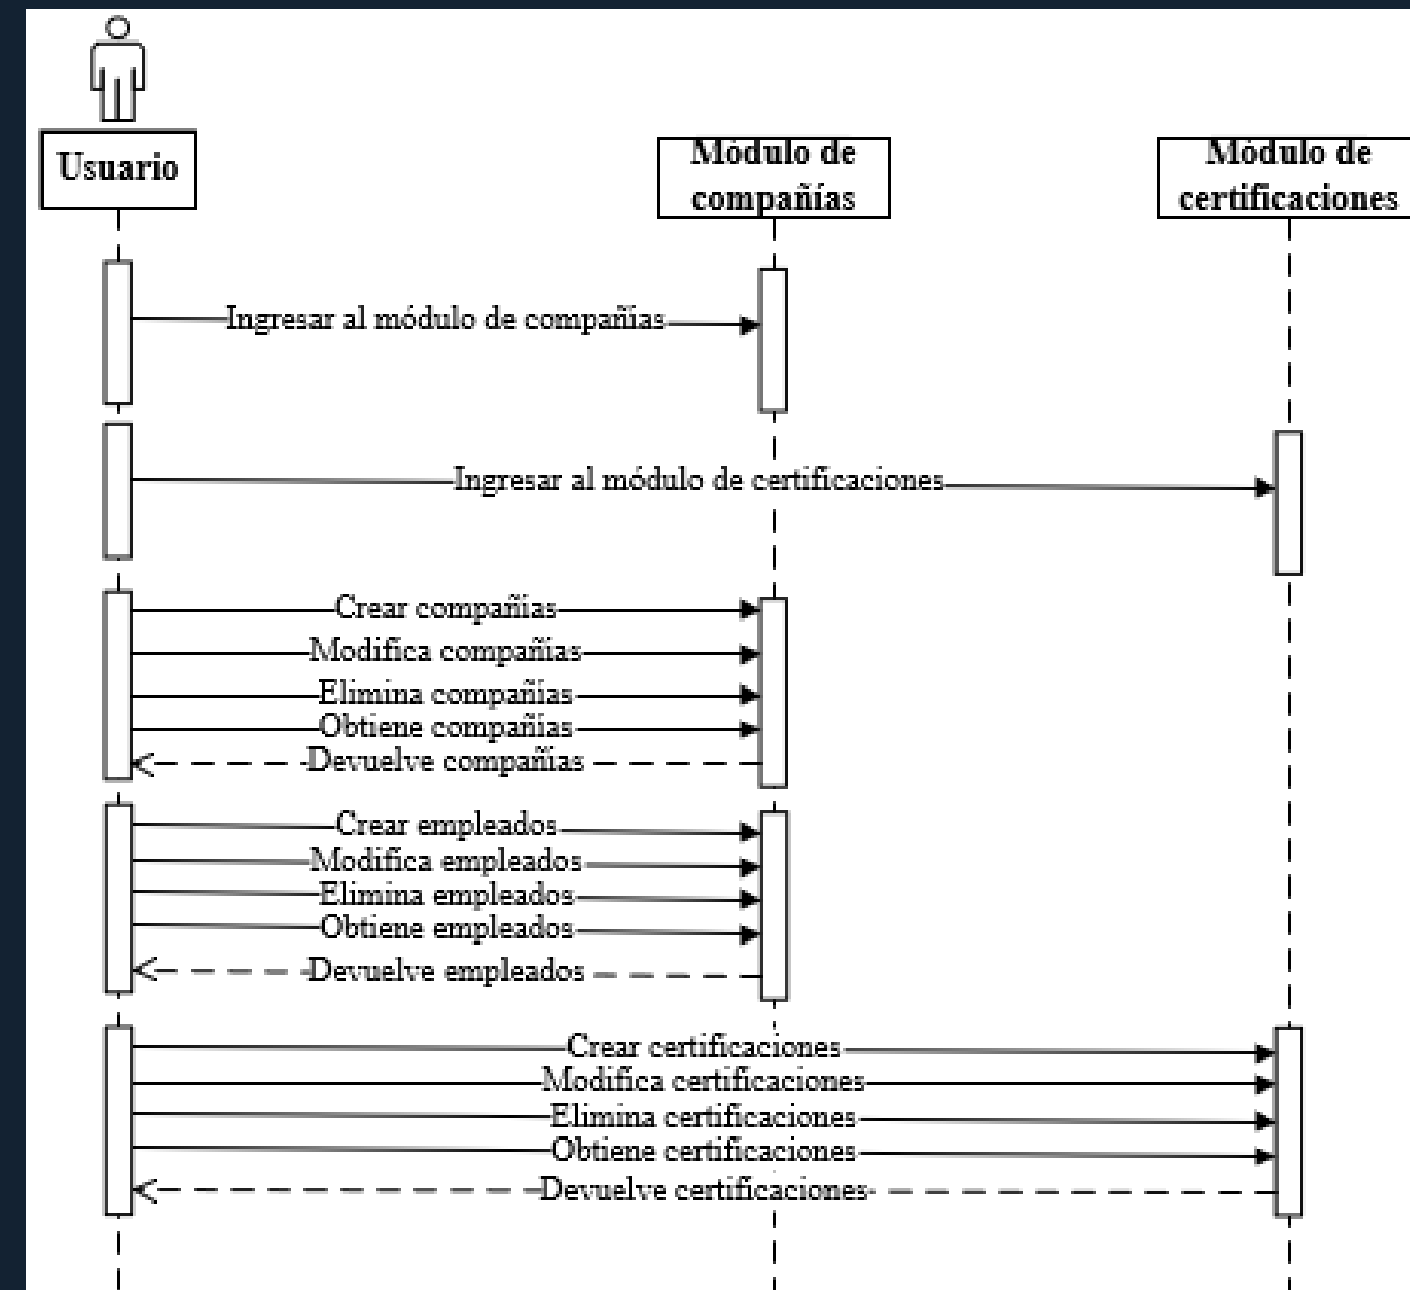 Usuario
Módulo de
compañías
Módulo de
certificaciones
Ingresar al módulo de compañías
Ingresar al módulo de certificaciones
Crear compañías
Modifica compañías
Elimina compañías
Obtiene compañías
Devuelve compañías
Crear empleados
Modifica empleados
Elimina empleados
Obtiene empleados
Devuelve empleados
Crear certificaciones
Modifica certificaciones
Elimina certificaciones
Obtiene certificaciones
Devuelve certificaciones